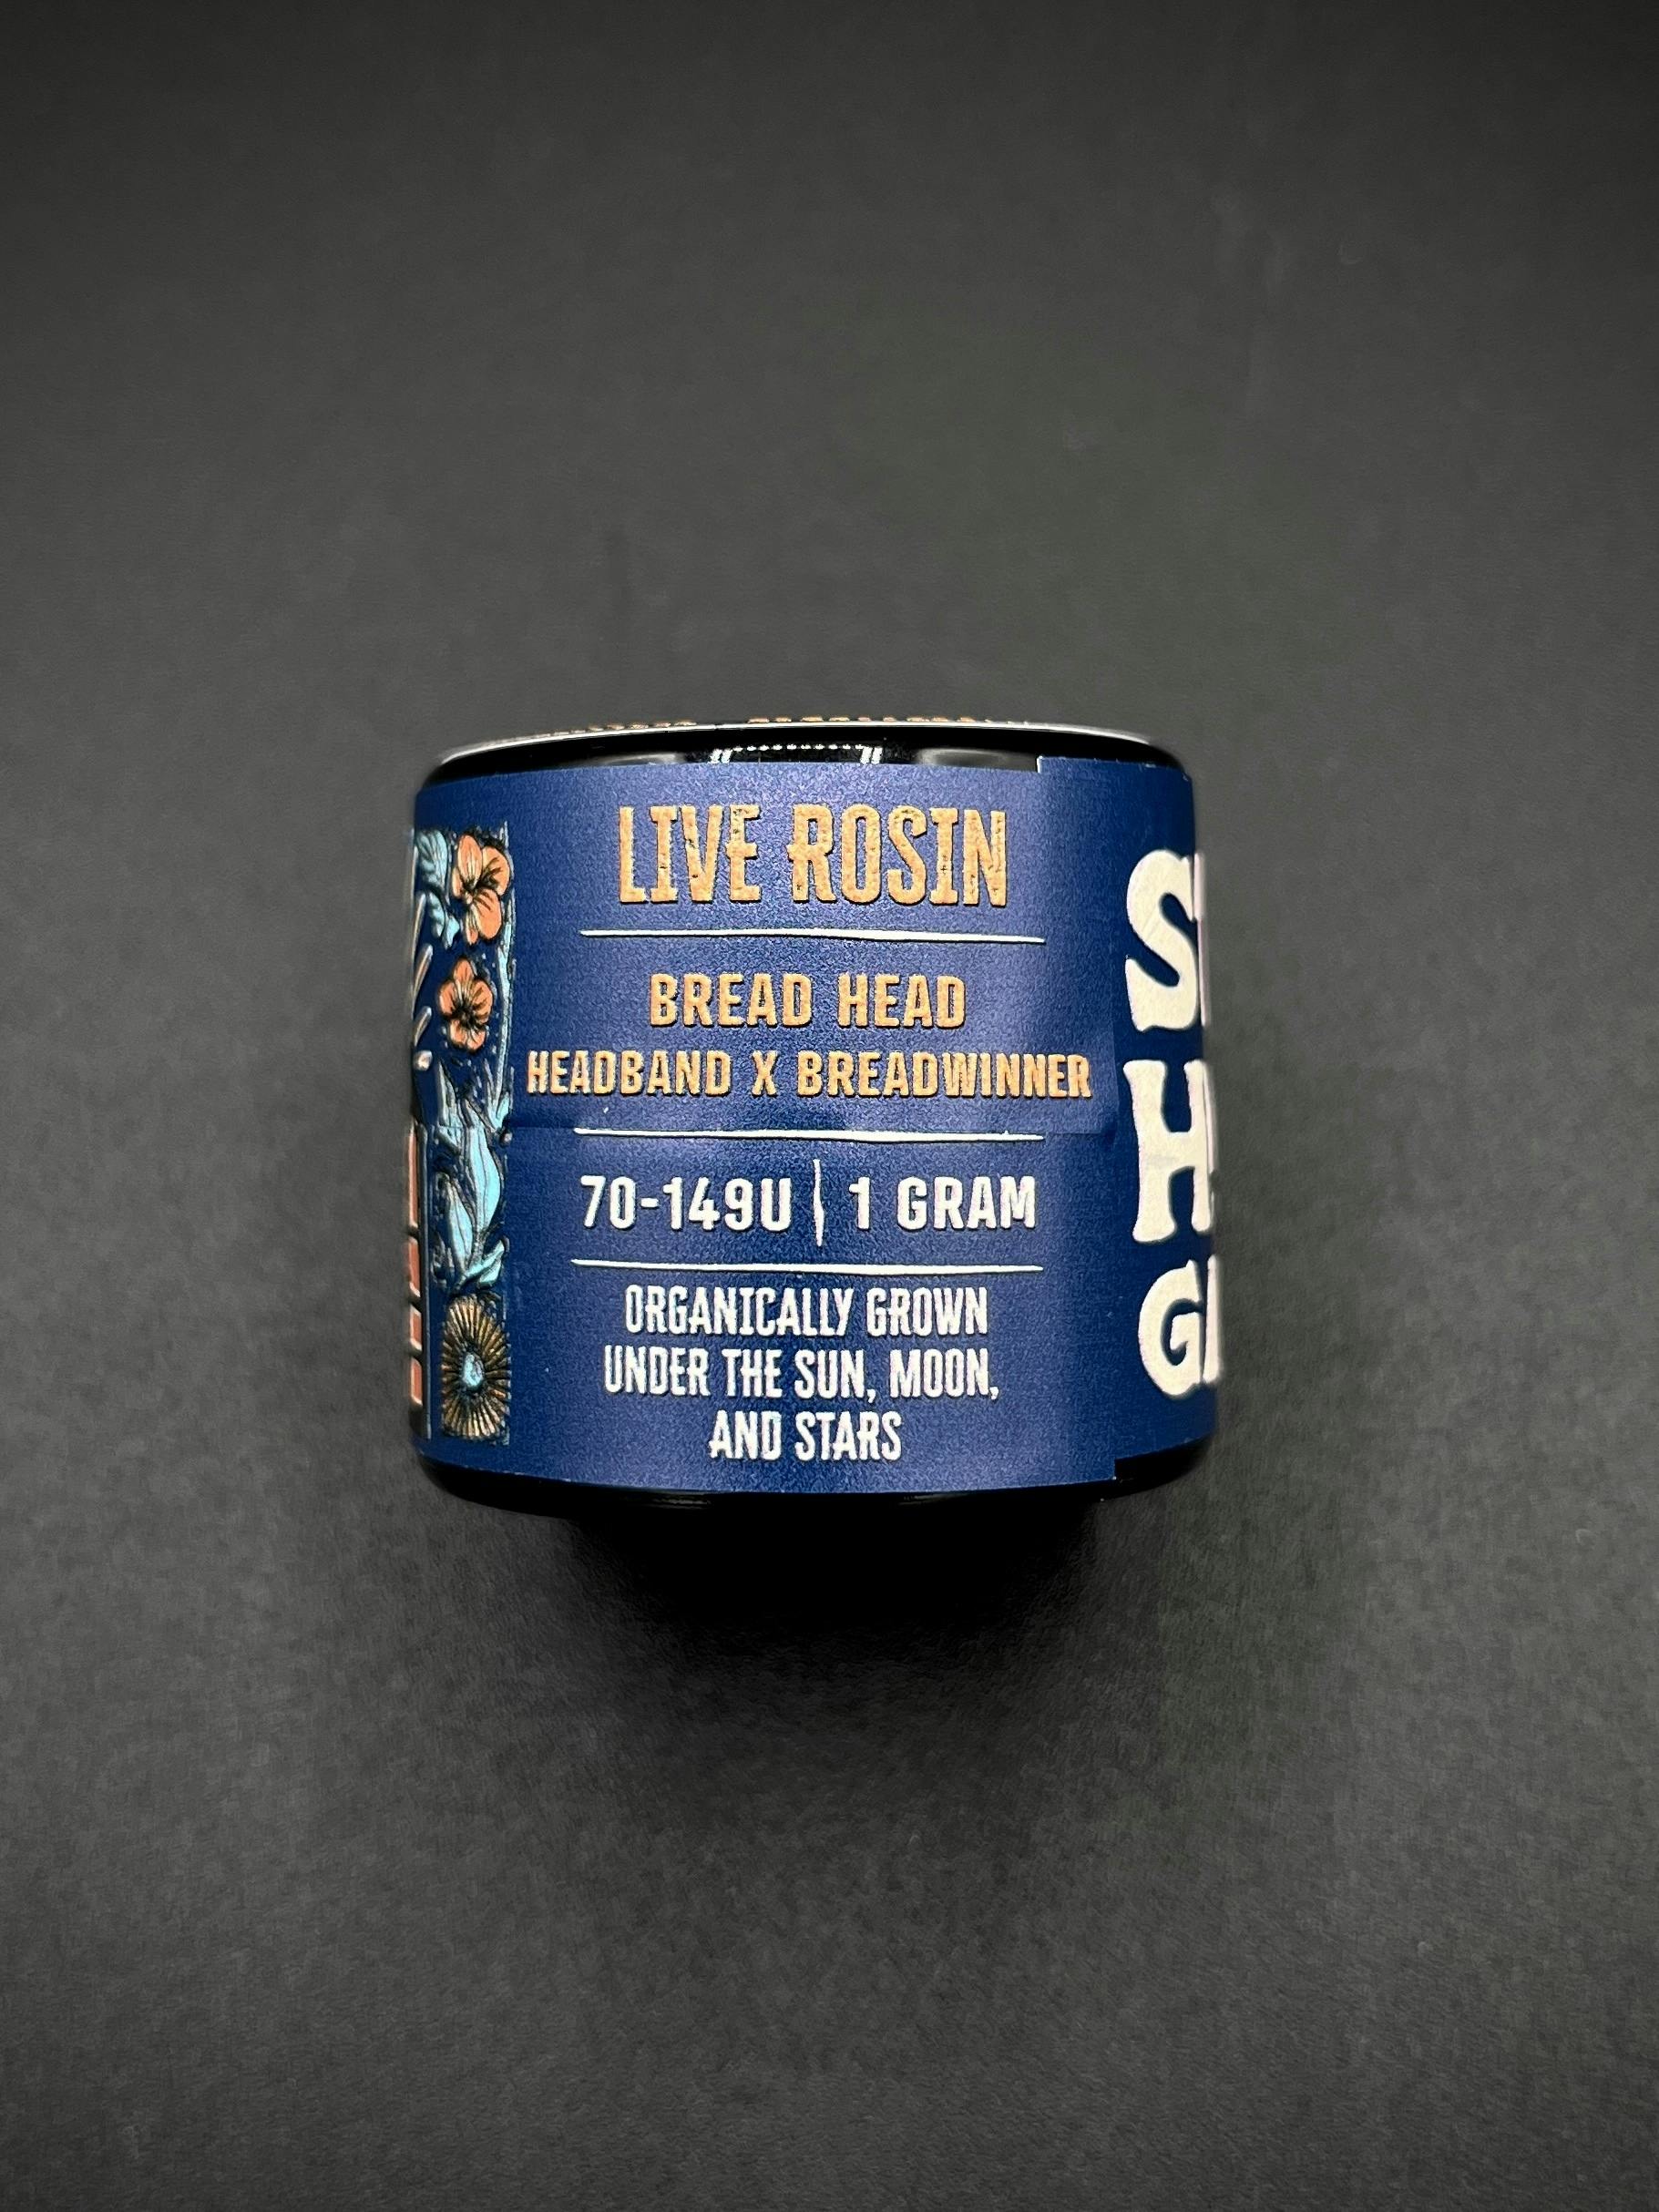 LIVE ROSIN
BREAD HEAD
HEADBAND X BREADWINNER
70-149U | 1 GRAM
ORGANICALLY GROWN
UNDER THE SUN, MOON,
AND STARS